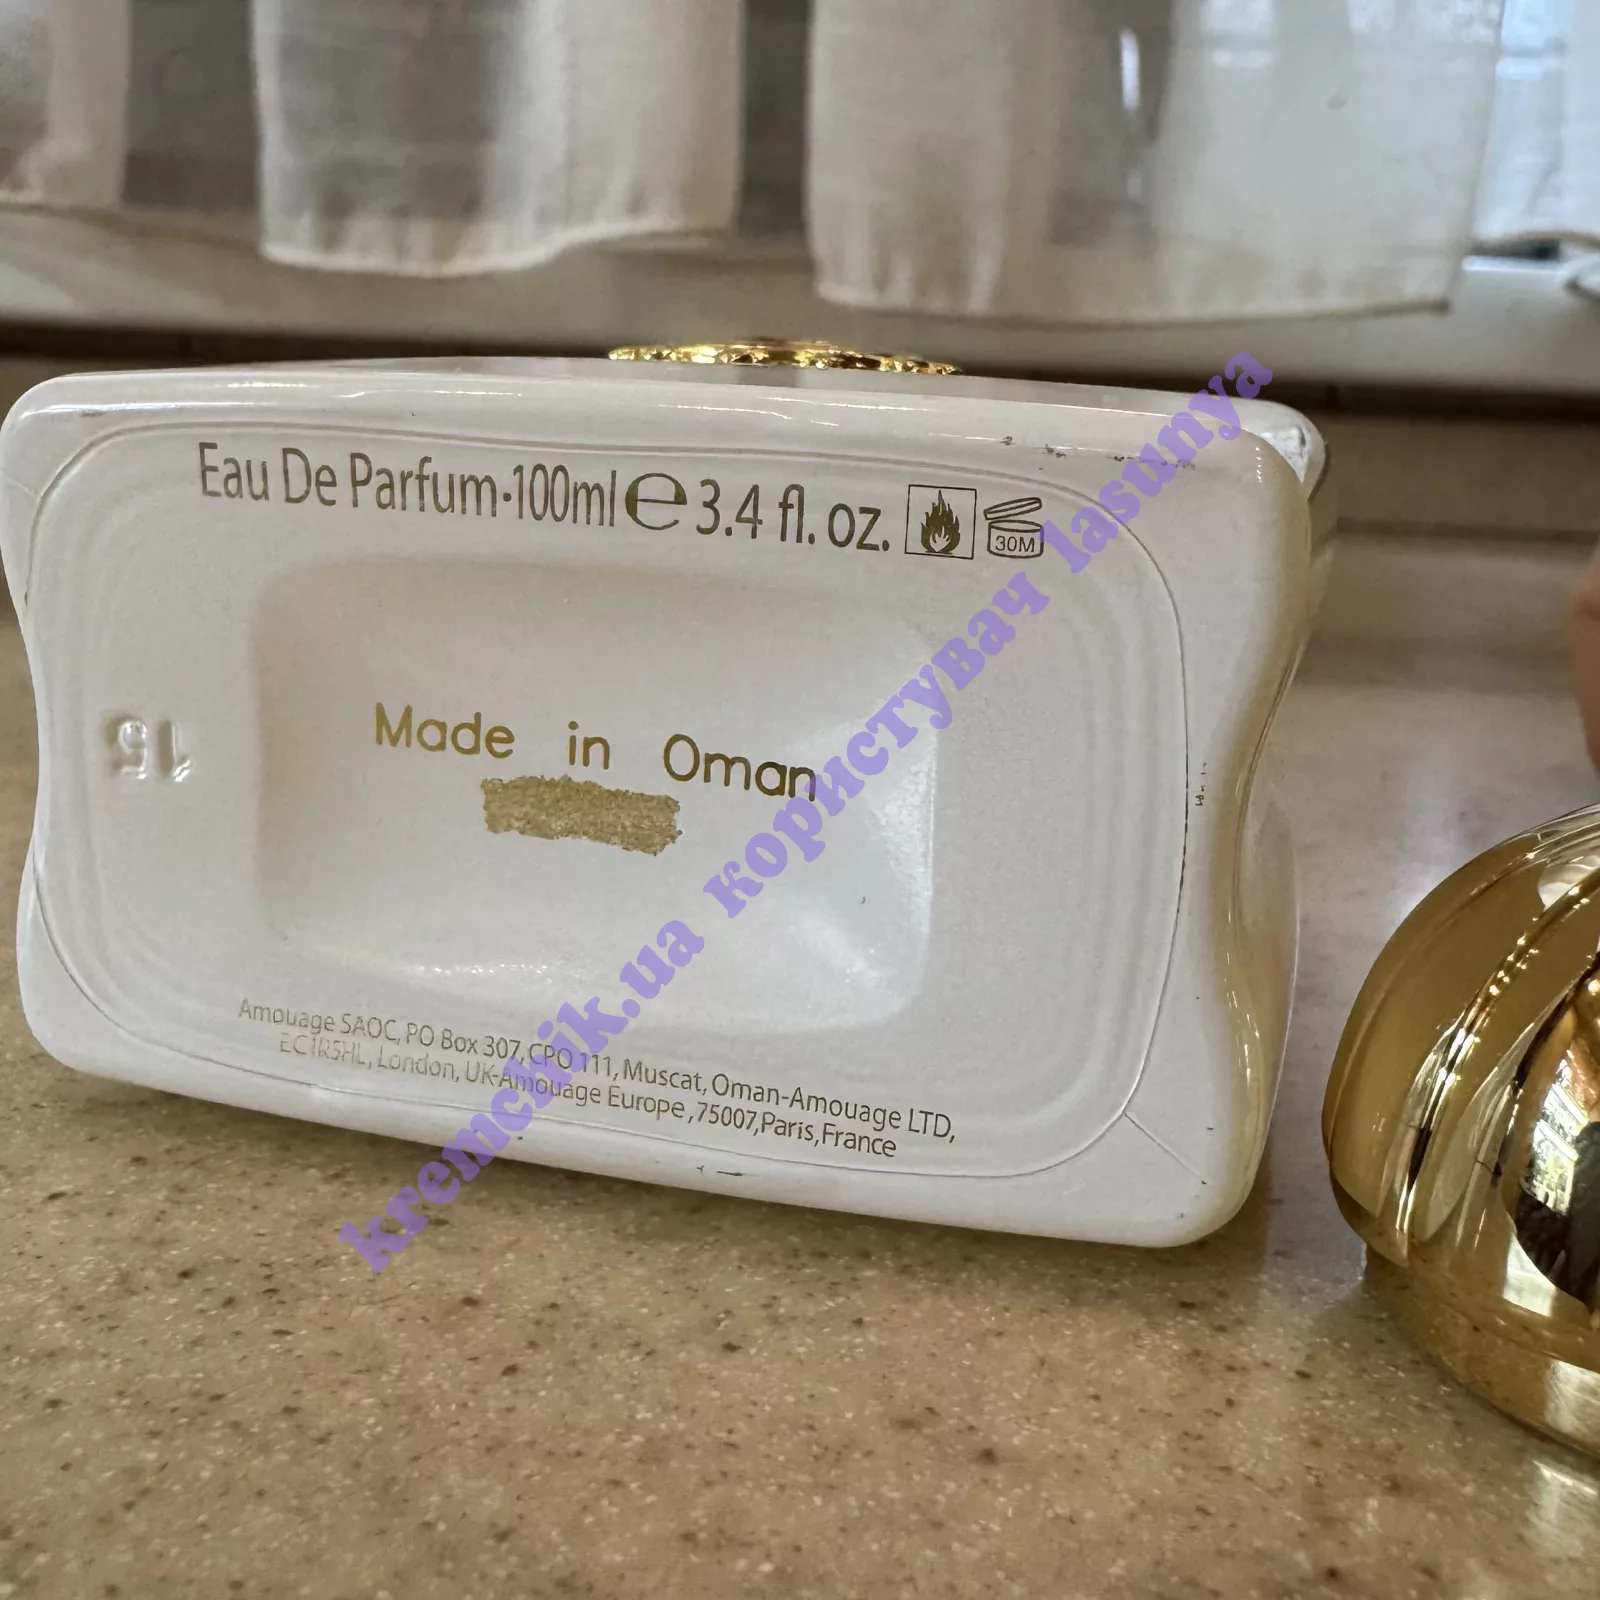 Eau De Parfum·100ml e 3.4 fl. oz.
30M
Made in Oman
15
Amouage SAOC, PO Box 307, CPO 111, Muscat, Oman-Amouage LTD,
EC1R5HL, London, UK-Amouage Europe, 75007, Paris, France
kremchik.ua користувач lasunya